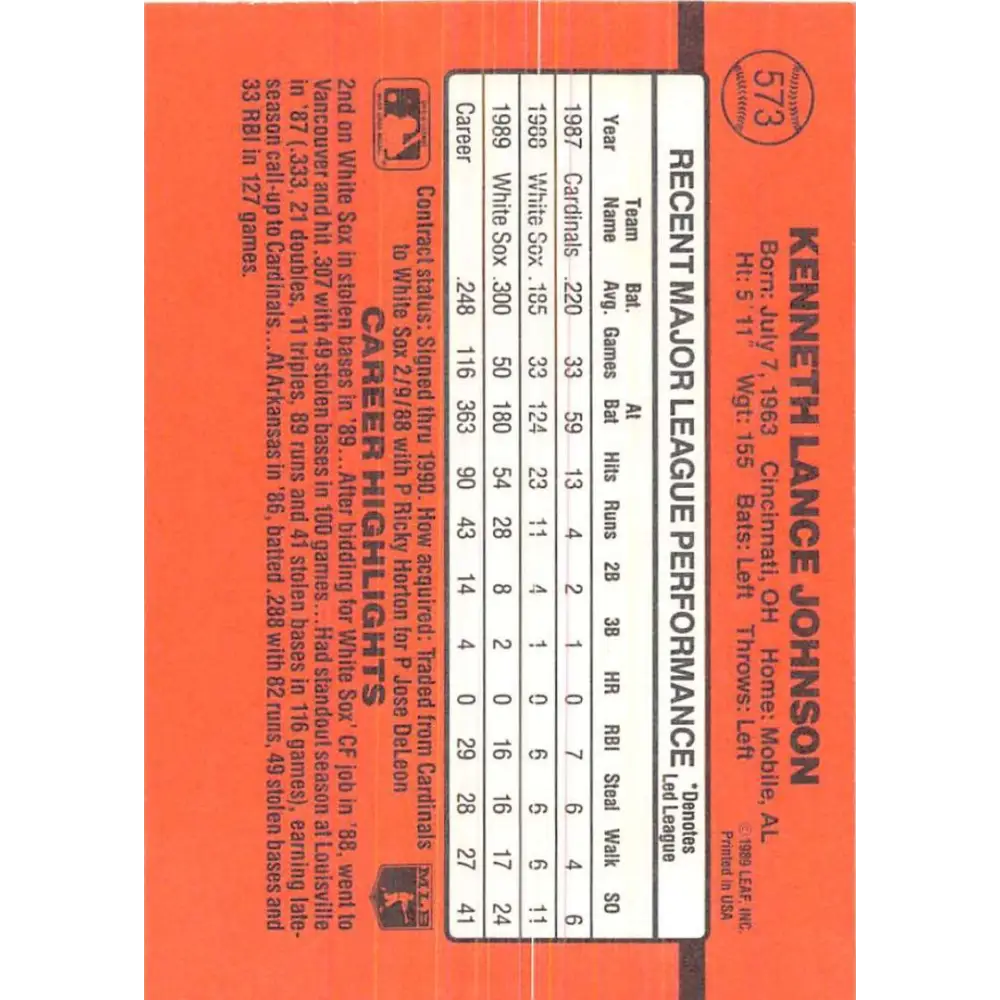 573
KENNETH LANCE JOHNSON
Born: July 7, 1963 Cincinnati, OH Home: Mobile, AL
Ht: 5'11" Wgt: 155 Bats: Left Throws: Left
© 1989 LEAF, INC.
Printed in USA
RECENT MAJOR LEAGUE PERFORMANCE *Denotes Led League
Year Team Name Bat. Avg. Games At Bat Hits Runs 2B 3B HR RBI Steal Walk SO
1987 Cardinals .220 33 59 13 4 2 1 0 7 6 4 6
1988 White Sox .185 33 124 23 11 4 1 0 6 6 6 11
1989 White Sox .300 50 180 54 28 8 2 0 16 16 17 24
Career .248 116 363 90 43 14 4 0 29 28 27 41
Contract status: Signed thru 1990. How acquired: Traded from Cardinals
to White Sox 2/9/88 with P Ricky Horton for P Jose DeLeon
MLB
CAREER HIGHLIGHTS
2nd on White Sox in stolen bases in '89...After bidding for White Sox' CF job in '88, went to
Vancouver and hit .307 with 49 stolen bases in 100 games...Had standout season at Louisville
in '87 (.333, 21 doubles, 11 triples, 89 runs and 41 stolen bases in 116 games), earning late-
season call-up to Cardinals...At Arkansas in '86, batted .288 with 82 runs, 49 stolen bases and
33 RBI in 127 games.